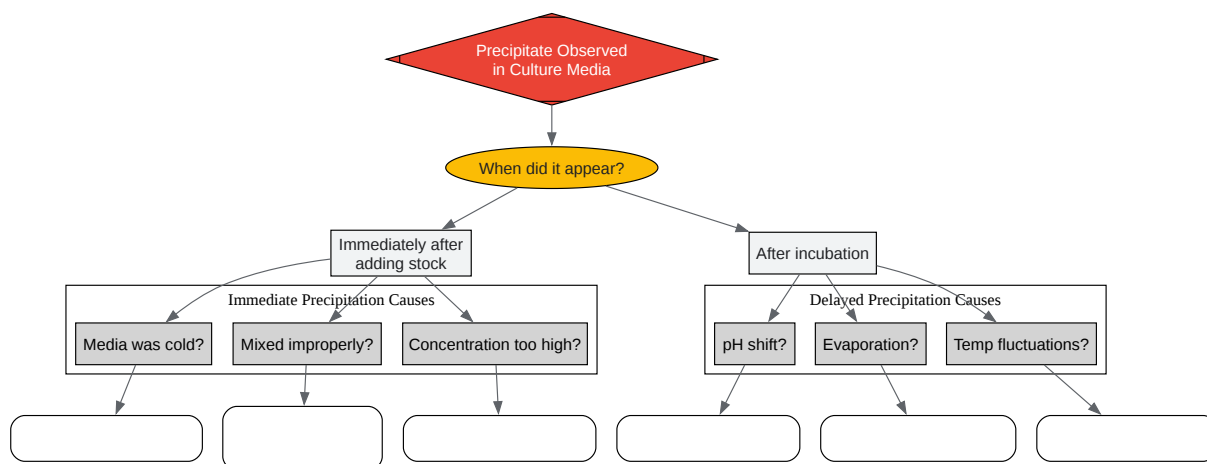 Precipitate Observed
in Culture Media
When did it appear?
Immediately after
adding stock
After incubation
Immediate Precipitation Causes
Delayed Precipitation Causes
Media was cold?
Mixed improperly?
Concentration too high?
pH shift?
Evaporation?
Temp fluctuations?